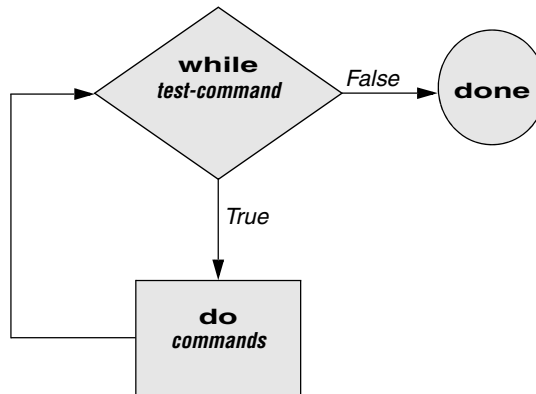 while
test-command
False
done
True
do
commands